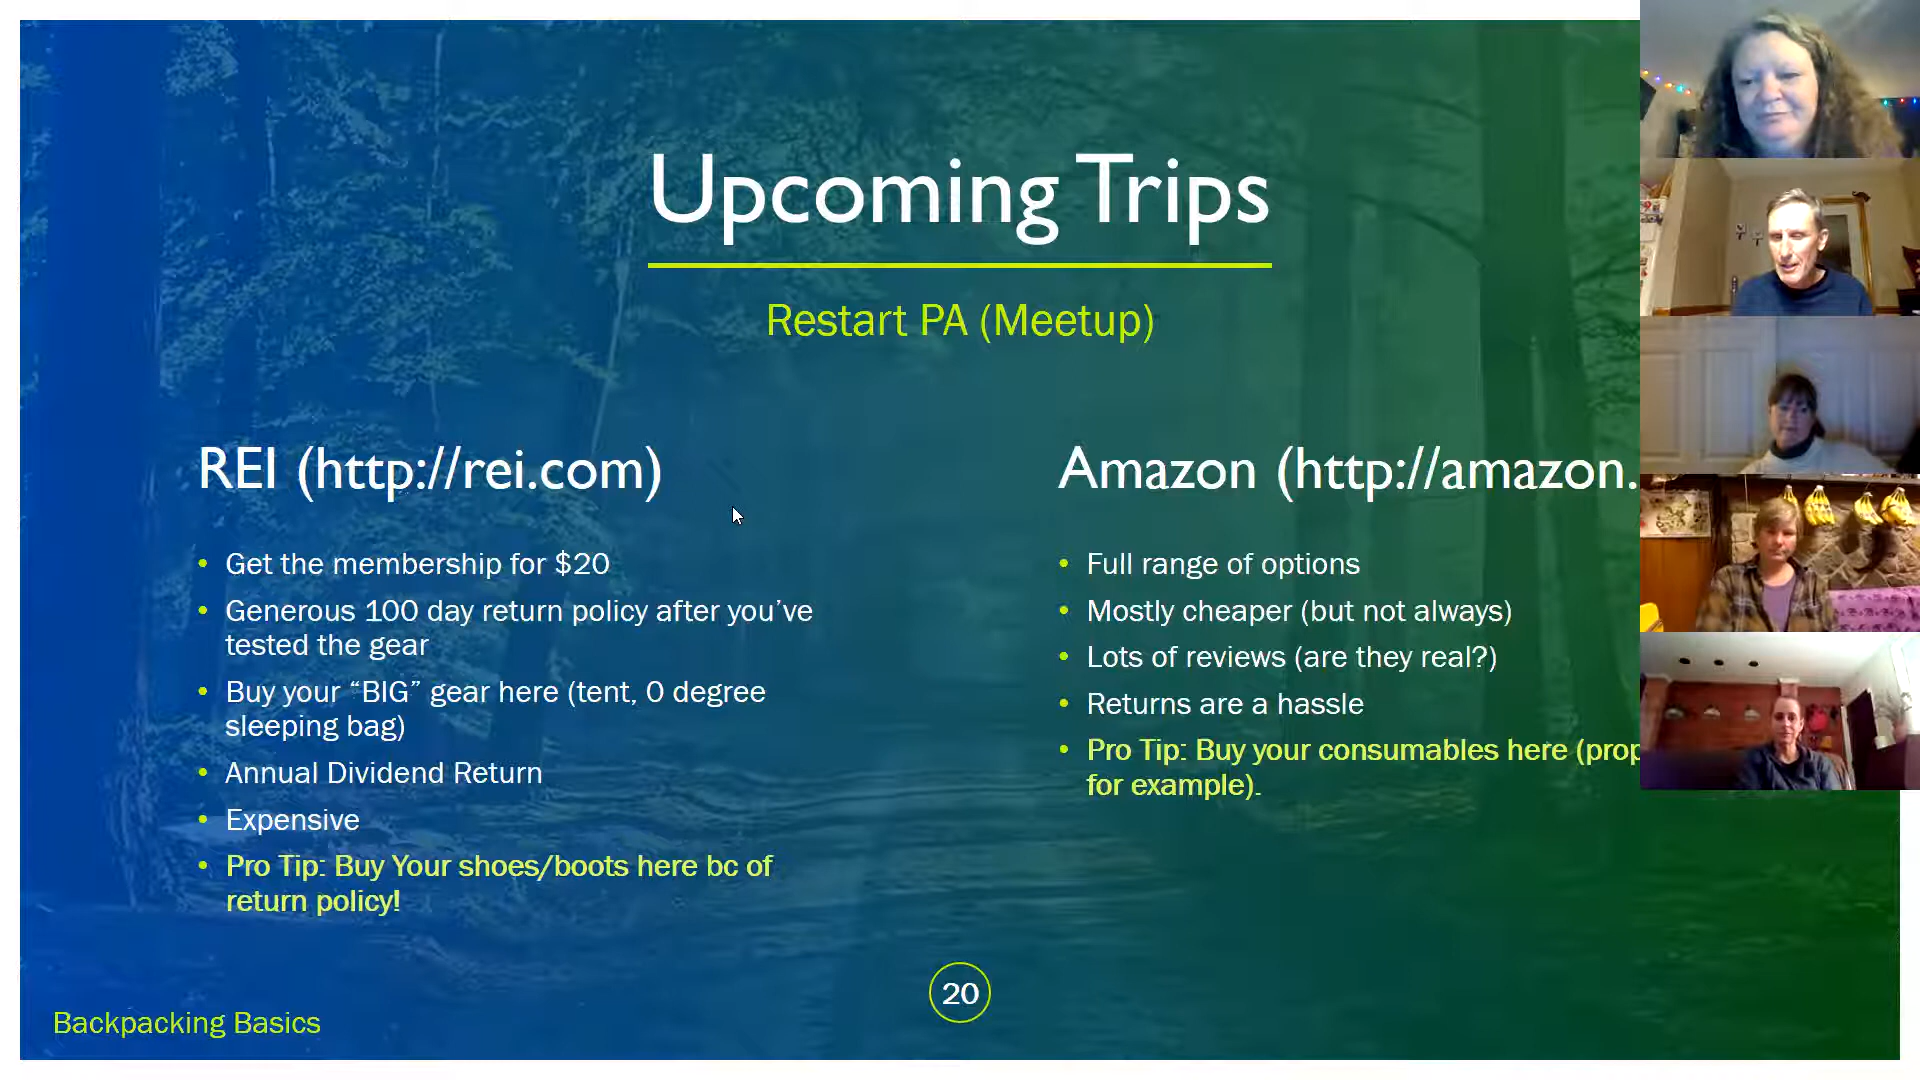 Upcoming Trips
Restart PA (Meetup)
REI (http://rei.com)
• Get the membership for $20
• Generous 100 day return policy after you’ve
tested the gear
• Buy your “BIG” gear here (tent, 0 degree
sleeping bag)
• Annual Dividend Return
• Expensive
• Pro Tip: Buy Your shoes/boots here bc of
return policy!
Amazon (http://amazon.
• Full range of options
• Mostly cheaper (but not always)
• Lots of reviews (are they real?)
• Returns are a hassle
• Pro Tip: Buy your consumables here
for example).
20
Backpacking Basics